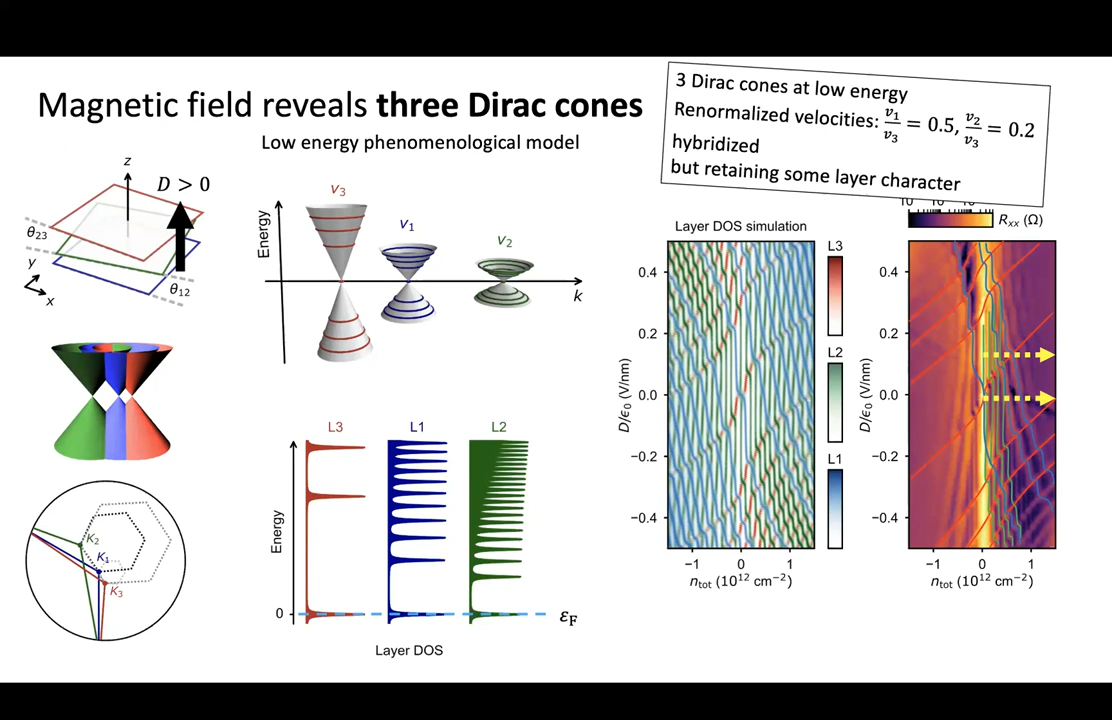 Magnetic field reveals three Dirac cones
Low energy phenomenological model
3 Dirac cones at low energy
Renormalized velocities: v₁/v₃ = 0.5, v₂/v₃ = 0.2
hybridized
but retaining some layer character
z
D > 0
θ₂₃
y
x
θ₁₂
K₂
K₁
K₃
Energy
v₃
v₁
v₂
k
L3
L1
L2
Energy
0
εF
Layer DOS
Layer DOS simulation
D/ε₀ (V/nm)
0.4
0.2
0.0
−0.2
−0.4
−1 0 1
n_tot (10¹² cm⁻²)
L3
L2
L1
R_xx (Ω)
D/ε₀ (V/nm)
0.4
0.2
0.0
−0.2
−0.4
−1 0 1
n_tot (10¹² cm⁻²)